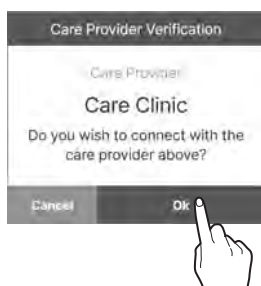 Care Provider Verification
Care Provider
Care Clinic
Do you wish to connect with the
care provider above?
Cancel
Ok